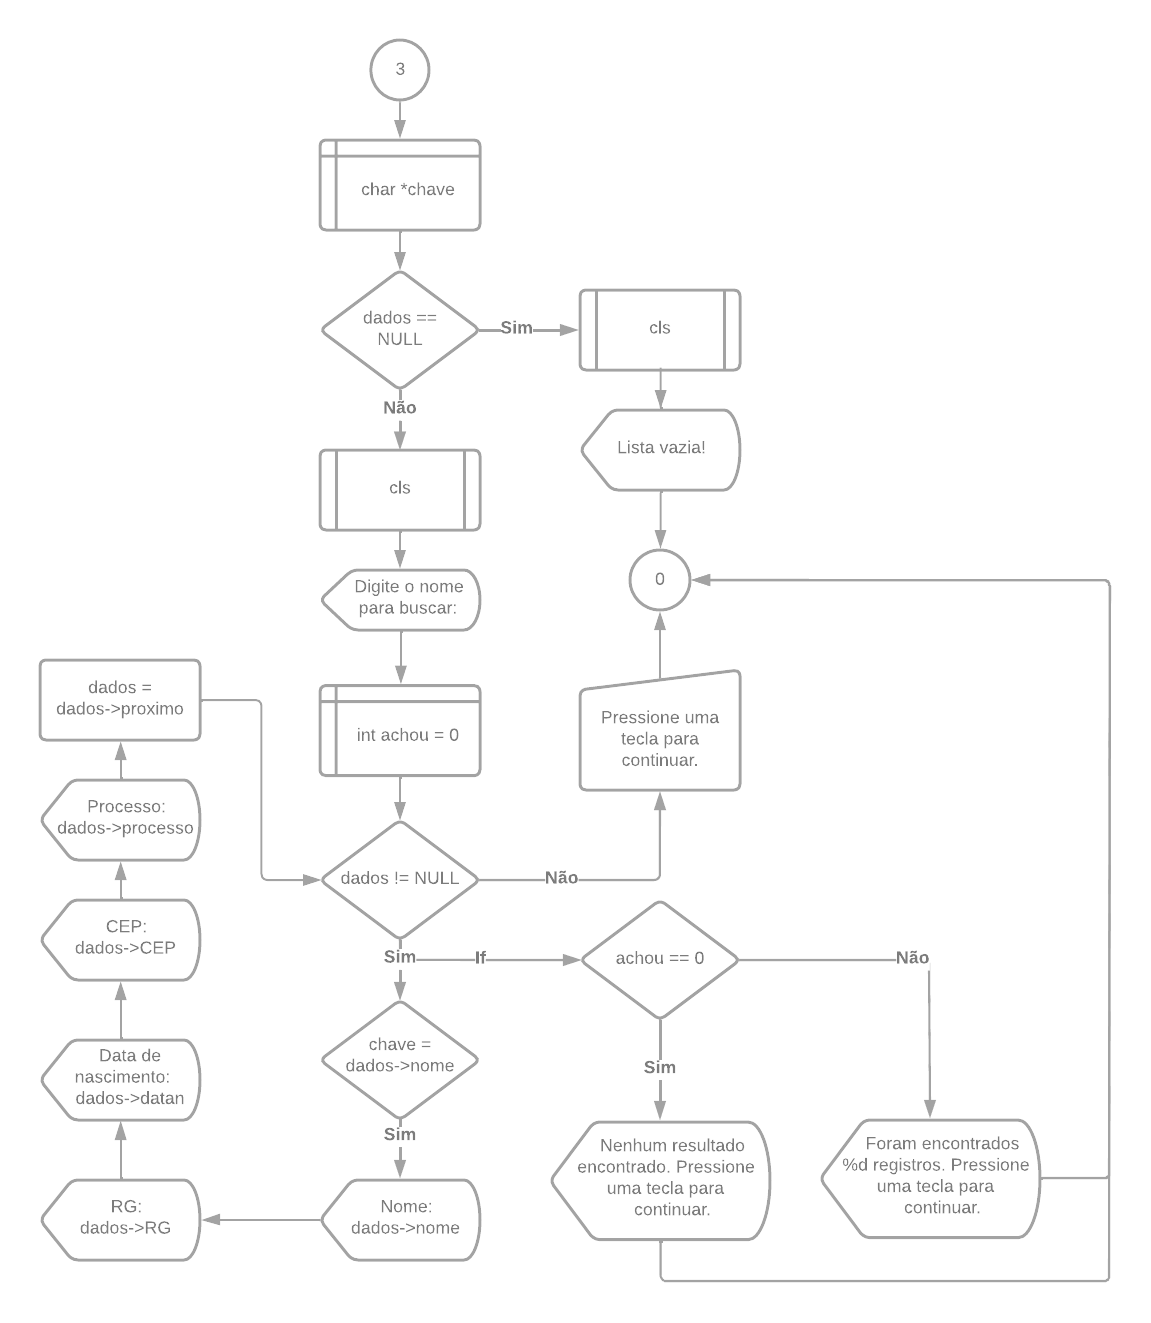 3
char *chave
dados ==
NULL
Sim
cls
Não
Lista vazia!
cls
Digite o nome
para buscar:
0
dados =
dados->proximo
int achou = 0
Pressione uma
tecla para
continuar.
Processo:
dados->processo
dados != NULL
Não
CEP:
dados->CEP
Sim
If
achou == 0
Não
chave =
dados->nome
Data de
nascimento:
dados->datan
Sim
Sim
Nenhum resultado
encontrado. Pressione
uma tecla para
continuar.
Foram encontrados
%d registros. Pressione
uma tecla para
continuar.
RG:
dados->RG
Nome:
dados->nome